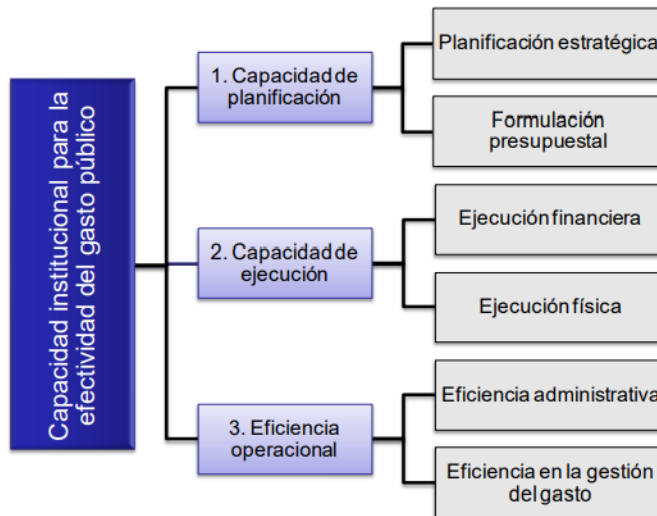 Capacidad institucional para la
efectividad del gasto público
1. Capacidad de
planificación
Planificación estratégica
Formulación
presupuestal
2. Capacidad de
ejecución
Ejecución financiera
Ejecución física
3. Eficiencia
operacional
Eficiencia administrativa
Eficiencia en la gestión
del gasto